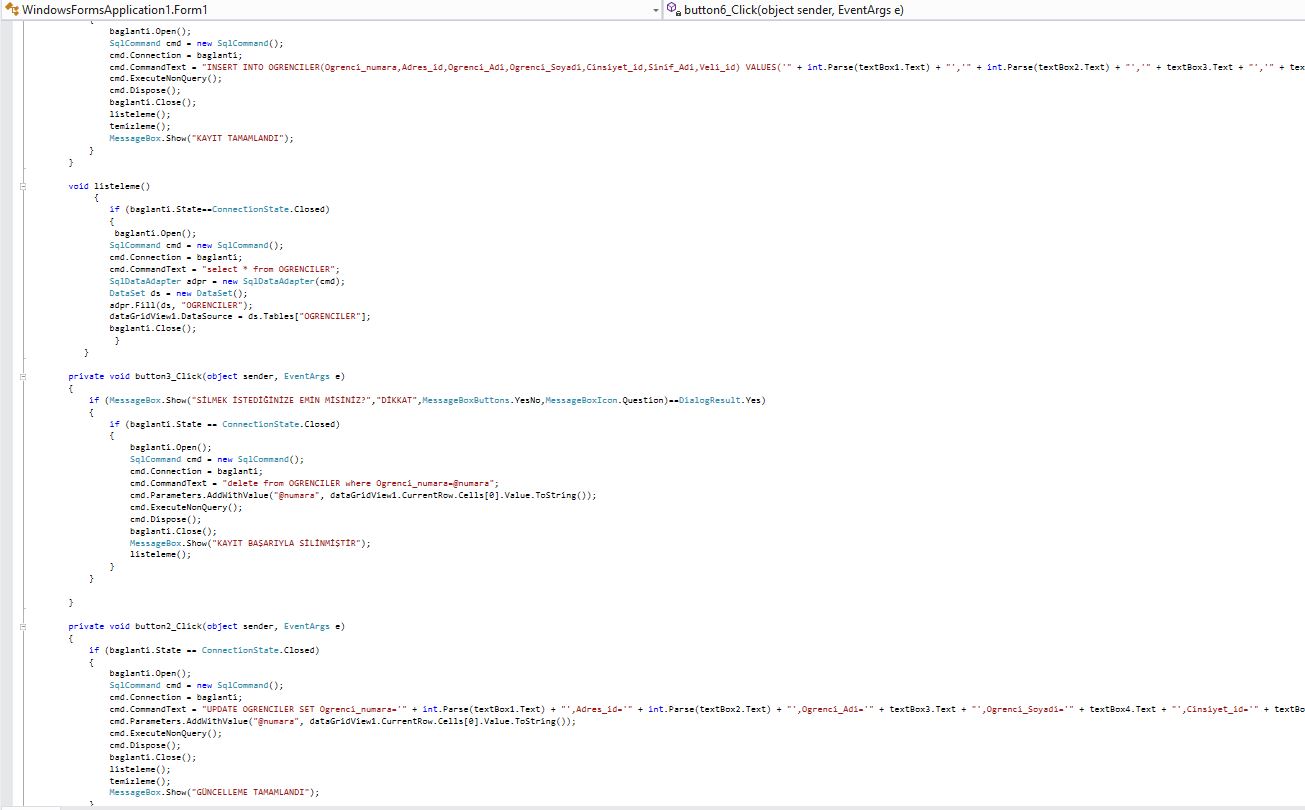 WindowsFormsApplication1.Form1
button6_Click(object sender, EventArgs e)
{
baglanti.Open();
SqlCommand cmd = new SqlCommand();
cmd.Connection = baglanti;
cmd.CommandText = "INSERT INTO OGRENCILER(Ogrenci_numara,Adres_id,Ogrenci_Adi,Ogrenci_Soyadi,Cinsiyet_id,Sinif_Adi,Veli_id) VALUES('" + int.Parse(textBox1.Text) + "','" + int.Parse(textBox2.Text) + "','" + textBox3.Text + "','" + tex
cmd.ExecuteNonQuery();
cmd.Dispose();
baglanti.Close();
listeleme();
temizleme();
MessageBox.Show("KAYIT TAMAMLANDI");
}
}
void listeleme()
{
if (baglanti.State==ConnectionState.Closed)
{
baglanti.Open();
SqlCommand cmd = new SqlCommand();
cmd.Connection = baglanti;
cmd.CommandText = "select * from OGRENCILER";
SqlDataAdapter adpr = new SqlDataAdapter(cmd);
DataSet ds = new DataSet();
adpr.Fill(ds, "OGRENCILER");
dataGridView1.DataSource = ds.Tables["OGRENCILER"];
baglanti.Close();
}
}
private void button3_Click(object sender, EventArgs e)
{
if (MessageBox.Show("SİLMEK İSTEDİĞİNİZE EMİN MİSİNİZ?","DİKKAT",MessageBoxButtons.YesNo,MessageBoxIcon.Question)==DialogResult.Yes)
{
if (baglanti.State == ConnectionState.Closed)
{
baglanti.Open();
SqlCommand cmd = new SqlCommand();
cmd.Connection = baglanti;
cmd.CommandText = "delete from OGRENCILER where Ogrenci_numara=@numara";
cmd.Parameters.AddWithValue("@numara", dataGridView1.CurrentRow.Cells[0].Value.ToString());
cmd.ExecuteNonQuery();
cmd.Dispose();
baglanti.Close();
MessageBox.Show("KAYIT BAŞARIYLA SİLİNMİŞTİR");
listeleme();
}
}
}
private void button2_Click(object sender, EventArgs e)
{
if (baglanti.State == ConnectionState.Closed)
{
baglanti.Open();
SqlCommand cmd = new SqlCommand();
cmd.Connection = baglanti;
cmd.CommandText = "UPDATE OGRENCILER SET Ogrenci_numara='" + int.Parse(textBox1.Text) + "',Adres_id='" + int.Parse(textBox2.Text) + "',Ogrenci_Adi='" + textBox3.Text + "',Ogrenci_Soyadi='" + textBox4.Text + "',Cinsiyet_id='" + textBo
cmd.Parameters.AddWithValue("@numara", dataGridView1.CurrentRow.Cells[0].Value.ToString());
cmd.ExecuteNonQuery();
cmd.Dispose();
baglanti.Close();
listeleme();
temizleme();
MessageBox.Show("GÜNCELLEME TAMAMLANDI");
}